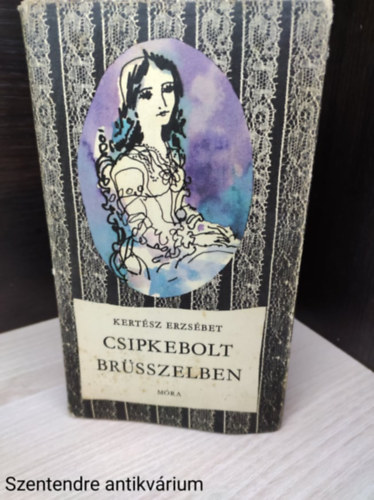 KERTÉSZ ERZSÉBET
CSIPKEBOLT
BRÜSSZELBEN
MÓRA
Szentendre antikvárium